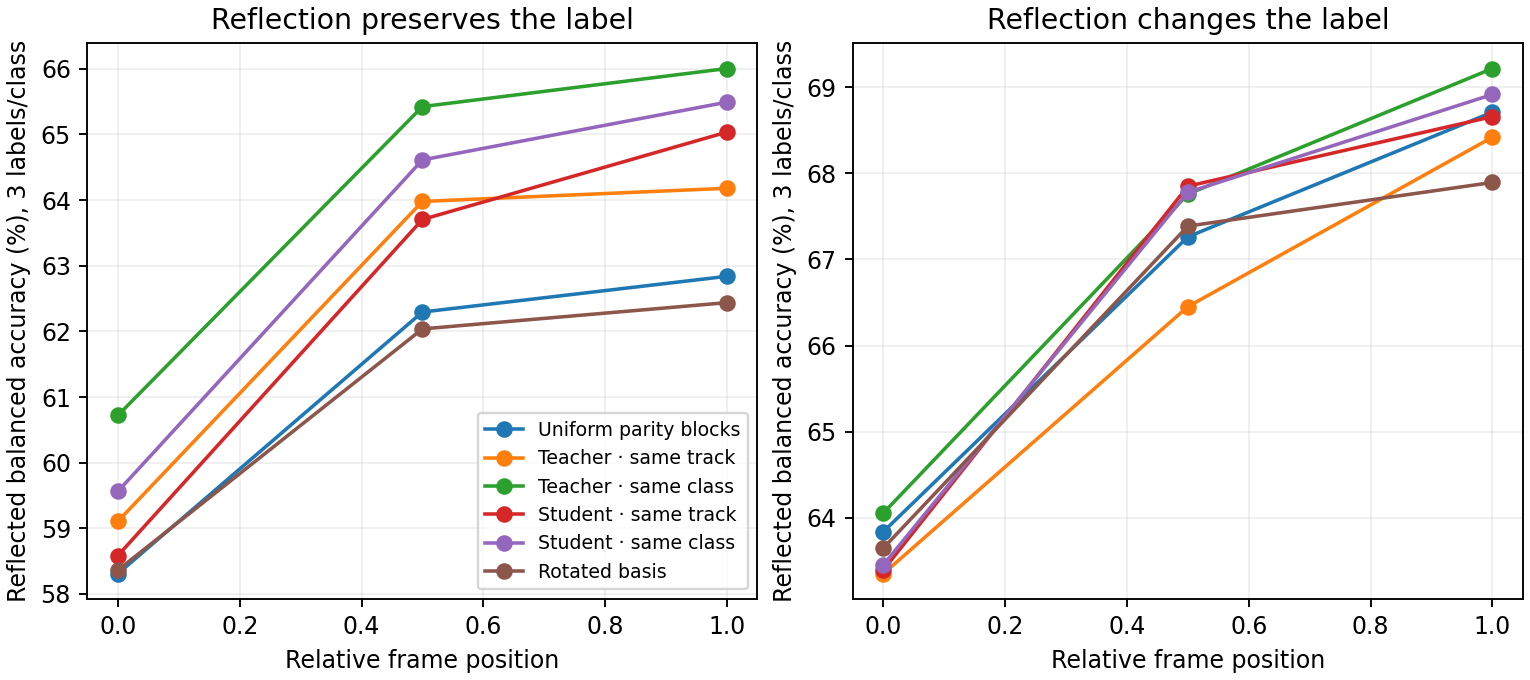 Reflection preserves the label
Reflected balanced accuracy (%), 3 labels/class
66
65
64
63
62
61
60
59
58
0.0 0.2 0.4 0.6 0.8 1.0
Relative frame position
Uniform parity blocks
Teacher · same track
Teacher · same class
Student · same track
Student · same class
Rotated basis
Reflection changes the label
Reflected balanced accuracy (%), 3 labels/class
69
68
67
66
65
64
0.0 0.2 0.4 0.6 0.8 1.0
Relative frame position